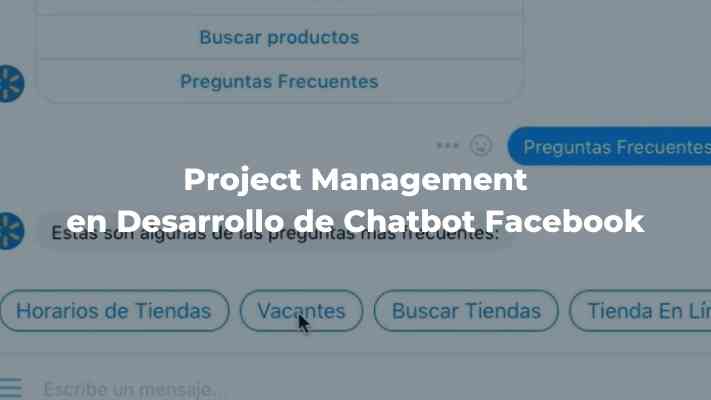 Buscar productos
Preguntas Frecuentes
Preguntas Frecuentes
Project Management
en Desarrollo de Chatbot Facebook
Estas son algunas de las preguntas más frecuentes:
Horarios de Tiendas
Vacantes
Buscar Tiendas
Tienda En Lí
Escribe un mensaje...